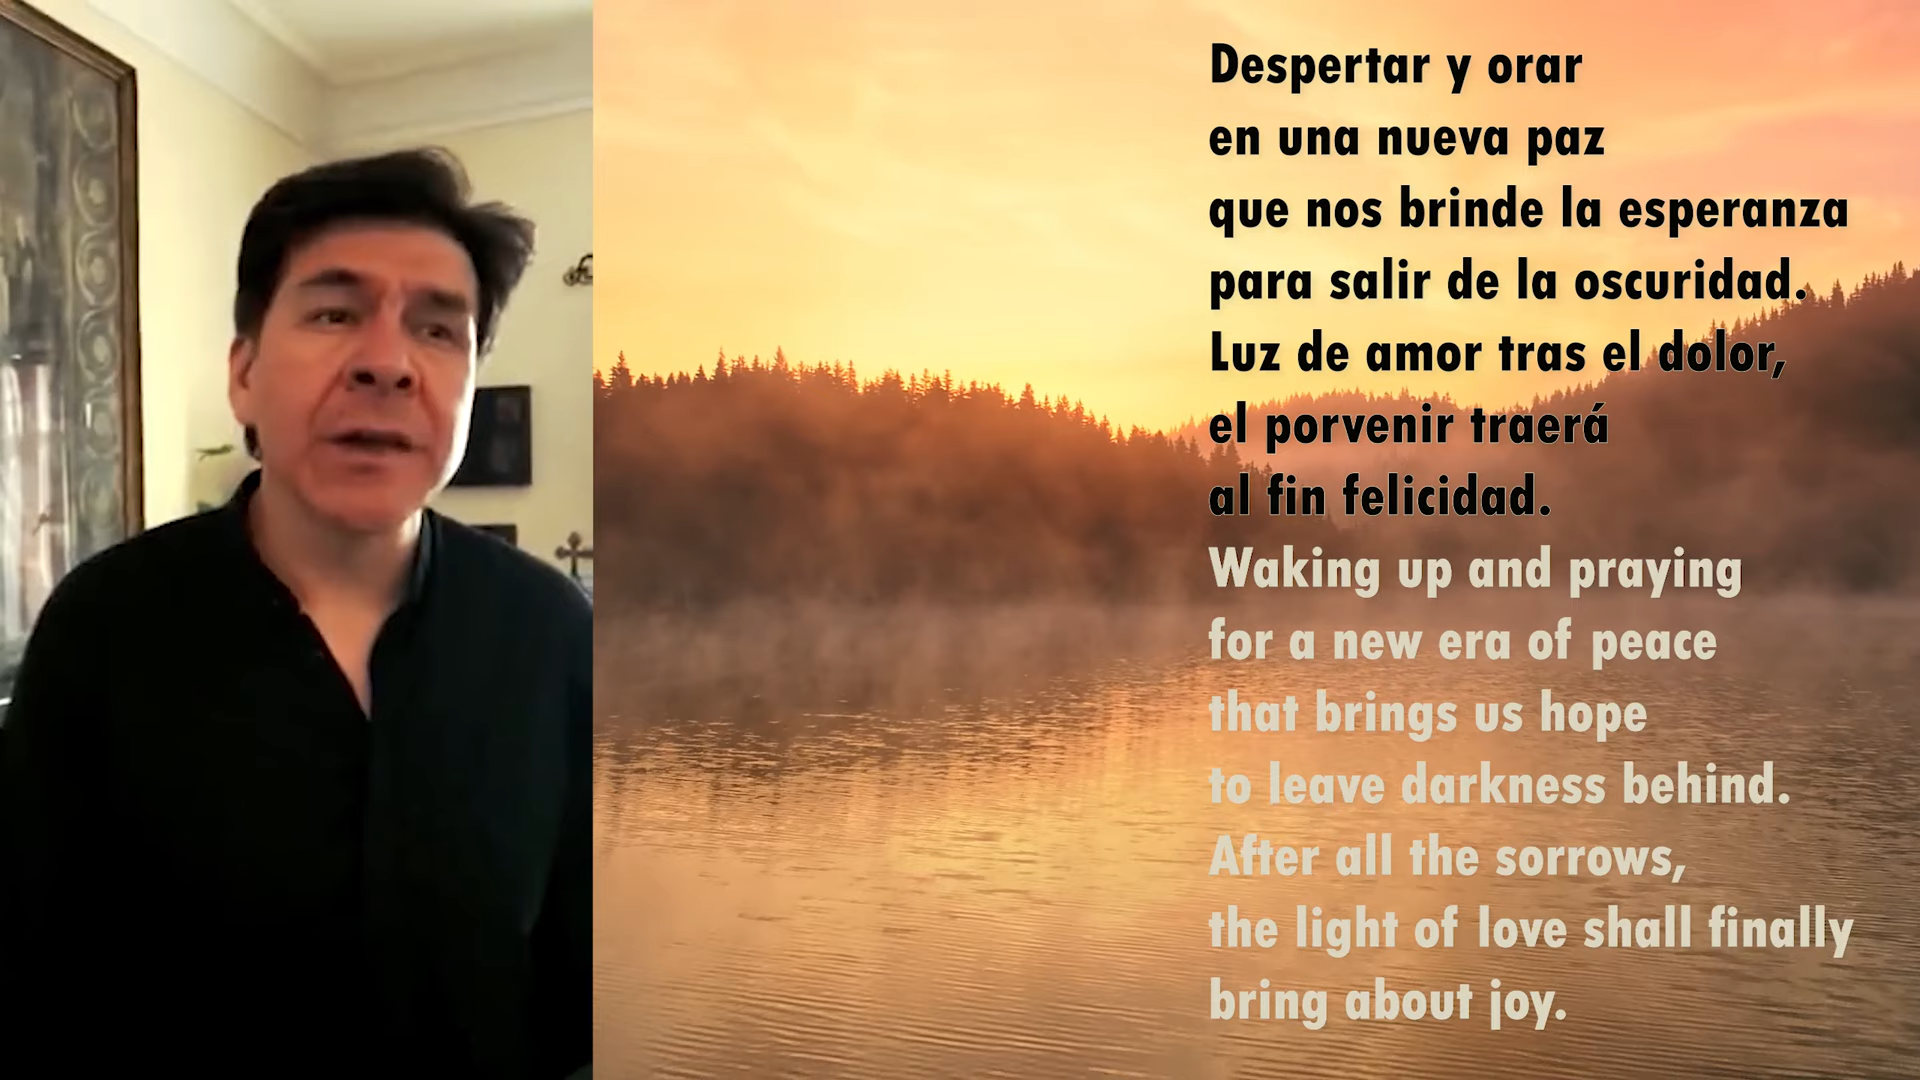 Despertar y orar
en una nueva paz
que nos brinde la esperanza
para salir de la oscuridad.
Luz de amor tras el dolor,
el porvenir traerá
al fin felicidad.
Waking up and praying
for a new era of peace
that brings us hope
to leave darkness behind.
After all the sorrows,
the light of love shall finally
bring about joy.